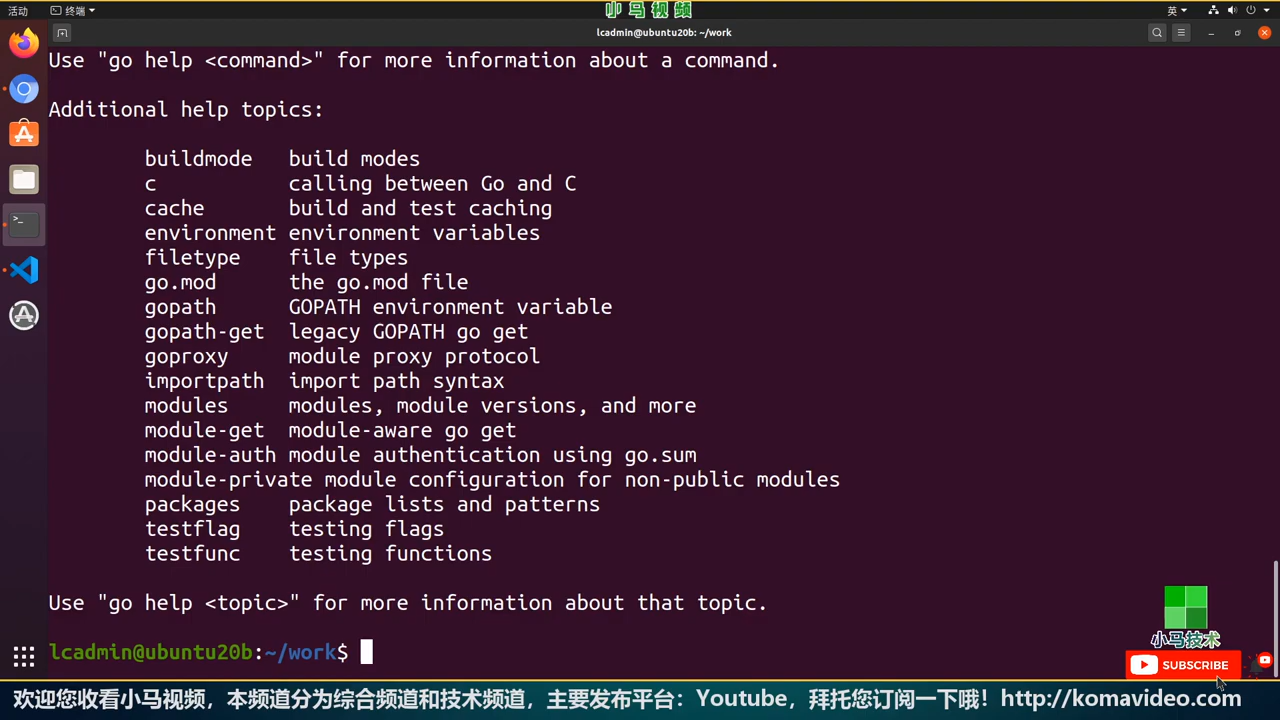 小马视频
活动
终端
英
lcadmin@ubuntu20b: ~/work
Use "go help <command>" for more information about a command.
Additional help topics:
buildmode build modes
c calling between Go and C
cache build and test caching
environment environment variables
filetype file types
go.mod the go.mod file
gopath GOPATH environment variable
gopath-get legacy GOPATH go get
goproxy module proxy protocol
importpath import path syntax
modules modules, module versions, and more
module-get module-aware go get
module-auth module authentication using go.sum
module-private module configuration for non-public modules
packages package lists and patterns
testflag testing flags
testfunc testing functions
Use "go help <topic>" for more information about that topic.
lcadmin@ubuntu20b:~/work$
小马技术
SUBSCRIBE
欢迎您收看小马视频，本频道分为综合频道和技术频道，主要发布平台：Youtube，拜托您订阅一下哦！http://komavideo.com